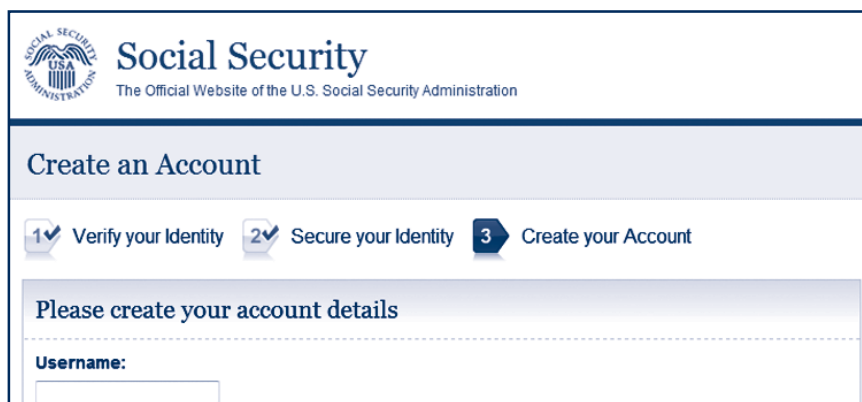 SOCIAL SECURITY ADMINISTRATION
USA
Social Security
The Official Website of the U.S. Social Security Administration
Create an Account
1 Verify your Identity 2 Secure your Identity 3 Create your Account
Please create your account details
Username: